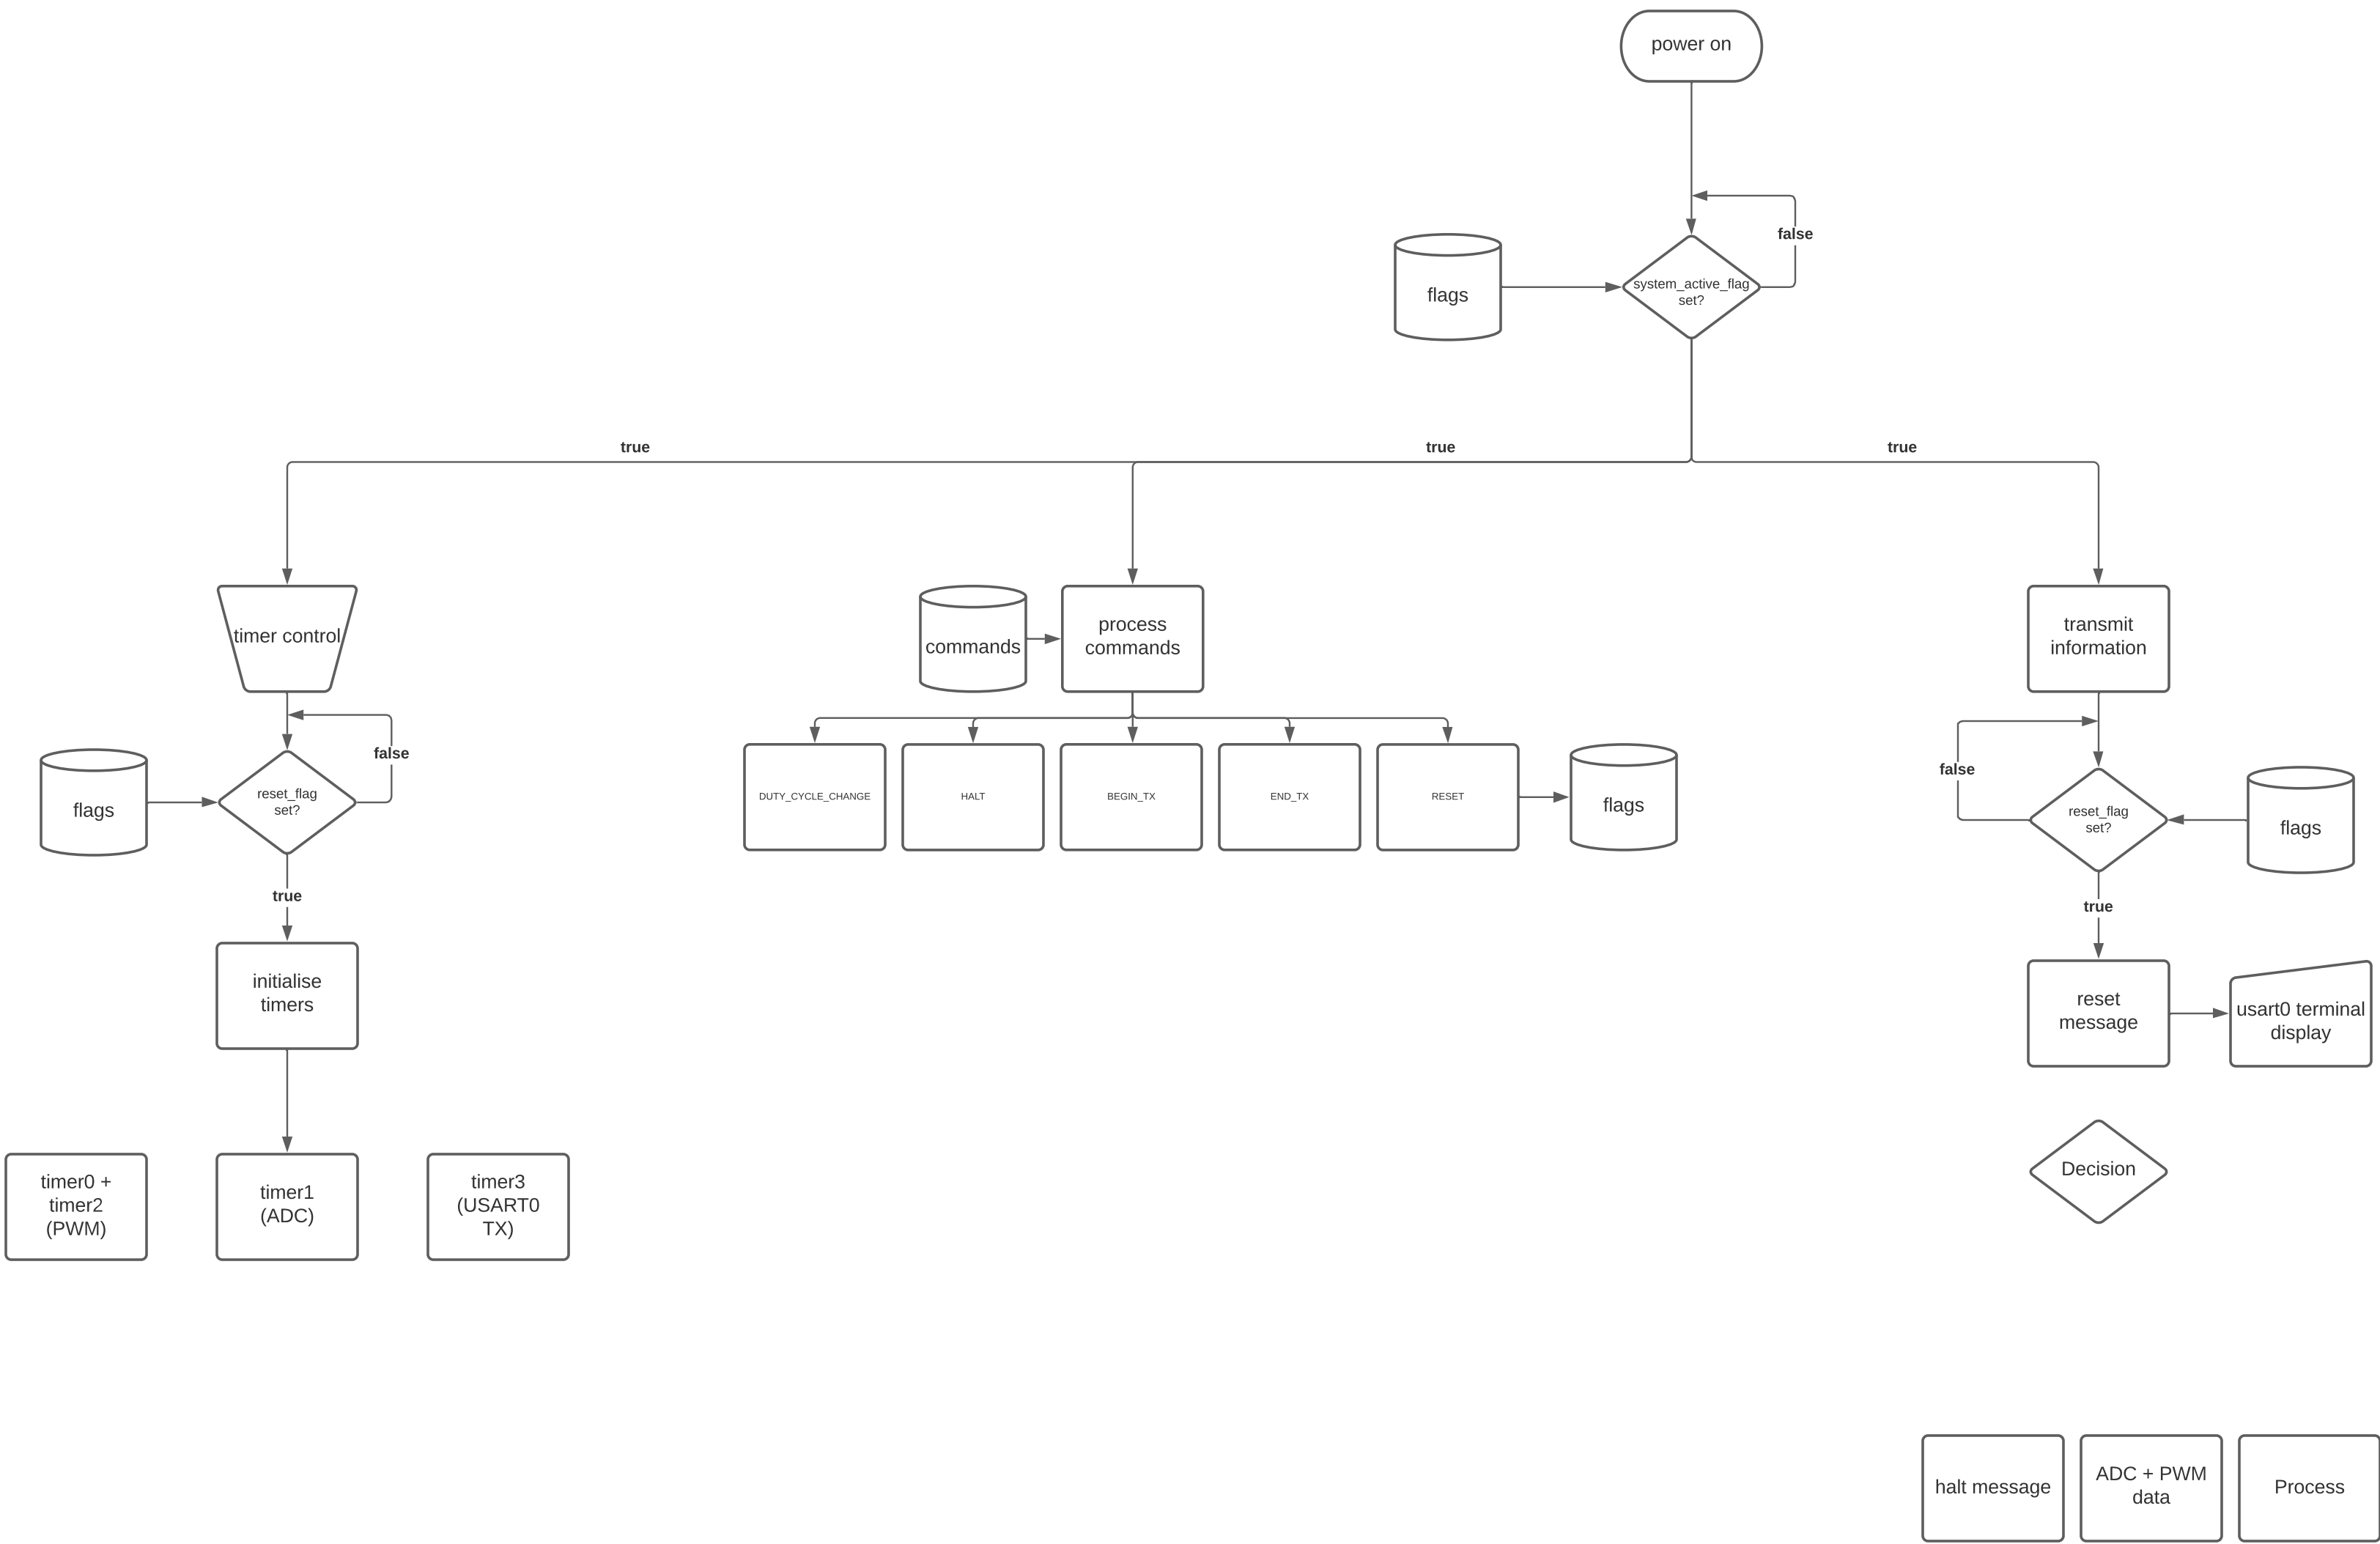 power on
false
system_active_flag
set?
flags
true
true
true
timer control
commands
process
commands
transmit
information
false
flags
reset_flag
set?
true
DUTY_CYCLE_CHANGE
HALT
BEGIN_TX
END_TX
RESET
flags
false
reset_flag
set?
flags
true
initialise
timers
reset
message
usart0 terminal
display
timer0 +
timer2
(PWM)
timer1
(ADC)
timer3
(USART0
TX)
Decision
halt message
ADC + PWM
data
Process